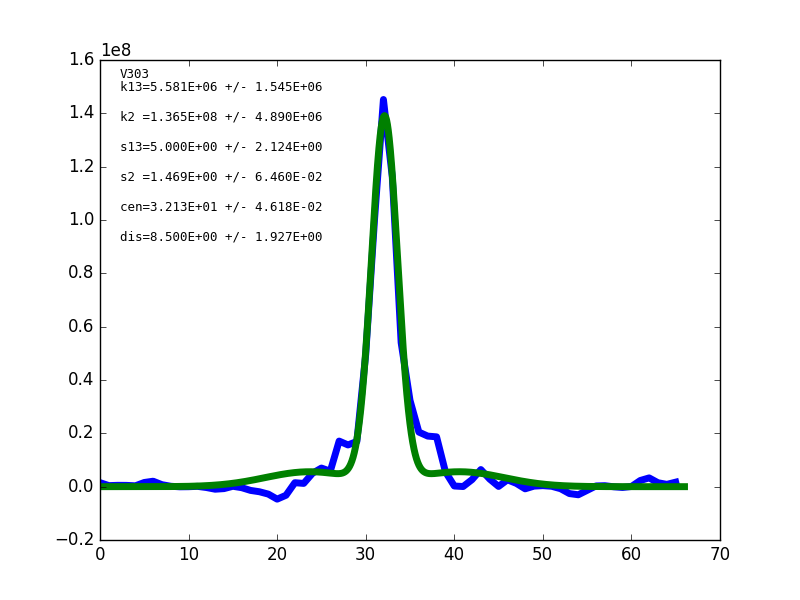 1e8
V303
k13=5.581E+06 +/- 1.545E+06
k2 =1.365E+08 +/- 4.890E+06
s13=5.000E+00 +/- 2.124E+00
s2 =1.469E+00 +/- 6.460E-02
cen=3.213E+01 +/- 4.618E-02
dis=8.500E+00 +/- 1.927E+00
1.6
1.4
1.2
1.0
0.8
0.6
0.4
0.2
0.0
−0.2
0 10 20 30 40 50 60 70